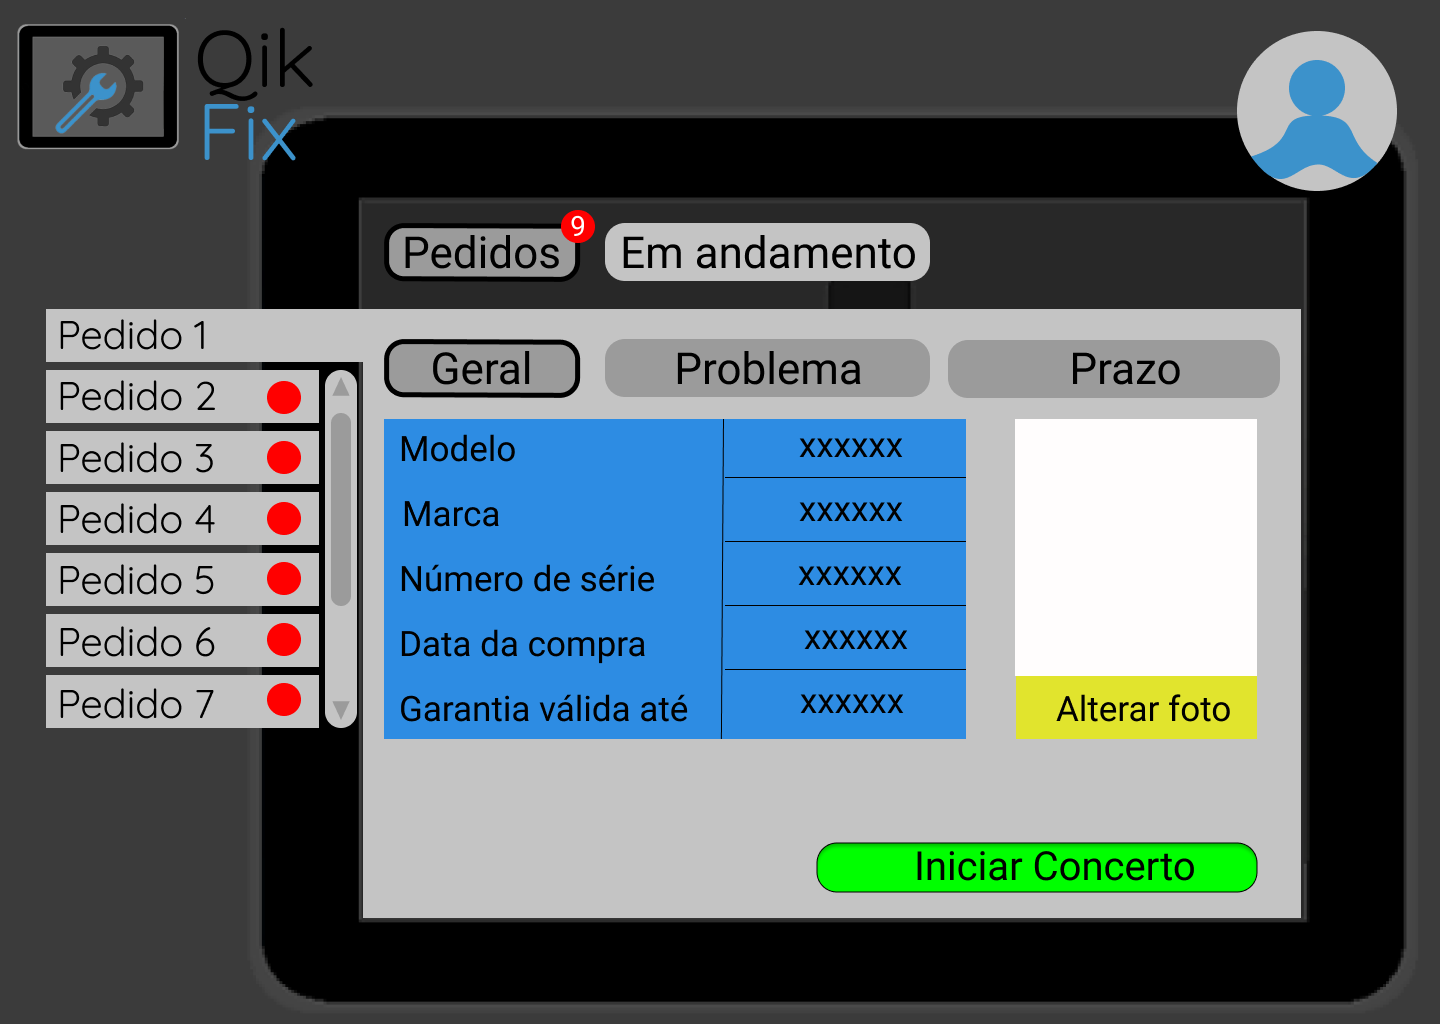 Qik
Fix
Pedidos
9
Em andamento
Pedido 1
Pedido 2
Pedido 3
Pedido 4
Pedido 5
Pedido 6
Pedido 7
Geral
Problema
Prazo
Modelo xxxxxx
Marca xxxxxx
Número de série xxxxxx
Data da compra xxxxxx
Garantia válida até xxxxxx
Alterar foto
Iniciar Concerto